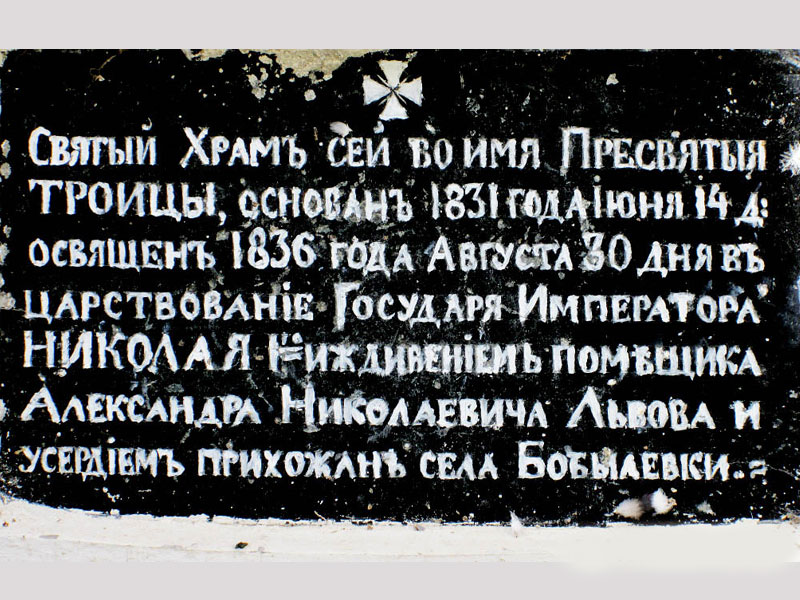 Святый Храмъ сей во имя Пресвятыя
Троицы, основанъ 1831 года Iюня 14 д:
освященъ 1836 года Августа 30 дня въ
царствованiе Государя Императора
Николая Iго иждивенiемъ помѣщика
Александра Николаевича Львова и
усердiемъ прихожанъ села Бобылевки.=